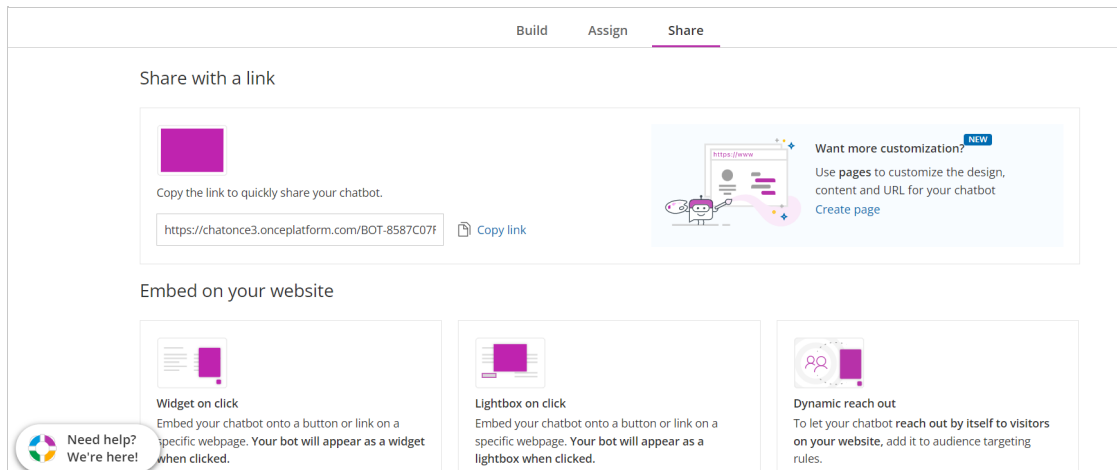 Build Assign Share
Share with a link
https://www
Want more customization? NEW
Use pages to customize the design,
content and URL for your chatbot
Create page
Copy the link to quickly share your chatbot.
https://chatonce3.onceplatform.com/BOT-8587C07F
Copy link
Embed on your website
Widget on click
Embed your chatbot onto a button or link on a
specific webpage. Your bot will appear as a widget
when clicked.
Lightbox on click
Embed your chatbot onto a button or link on a
specific webpage. Your bot will appear as a
lightbox when clicked.
Dynamic reach out
To let your chatbot reach out by itself to visitors
on your website, add it to audience targeting
rules.
Need help?
We're here!